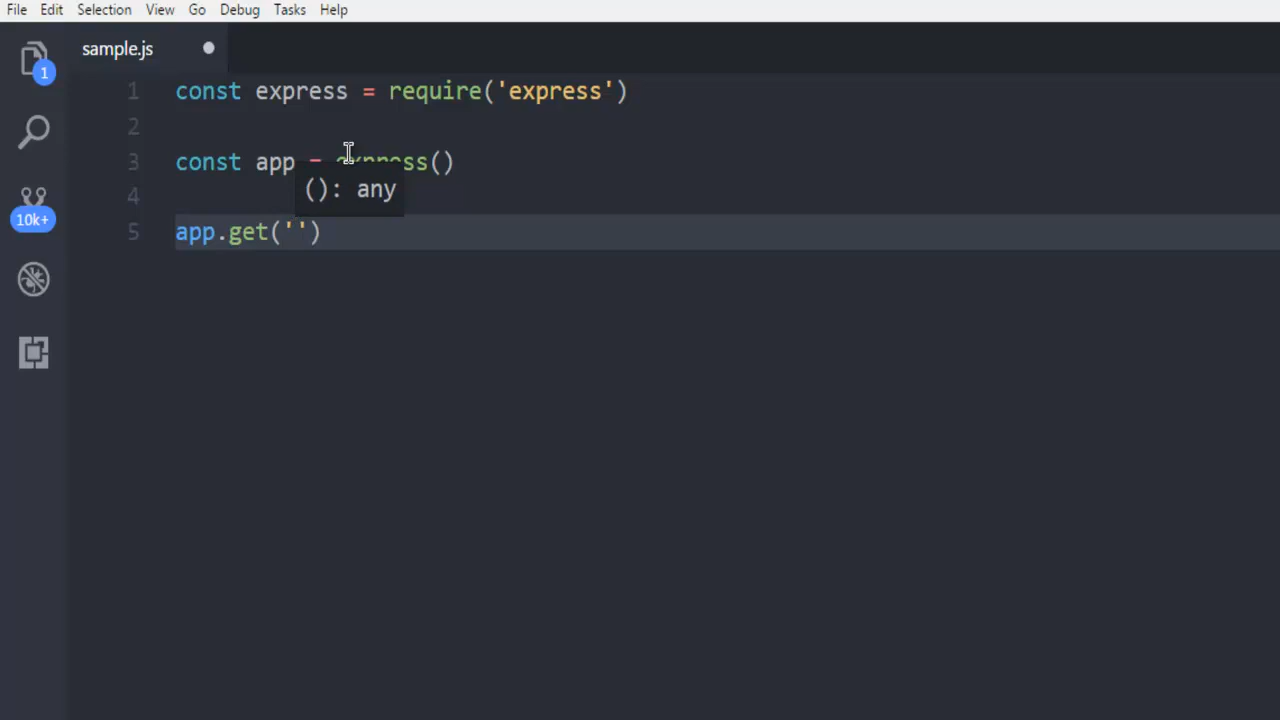 File Edit Selection View Go Debug Tasks Help
sample.js
1
1 const express = require('express')
2
3 const app = express()
(): any
4
10k+
5 app.get('')